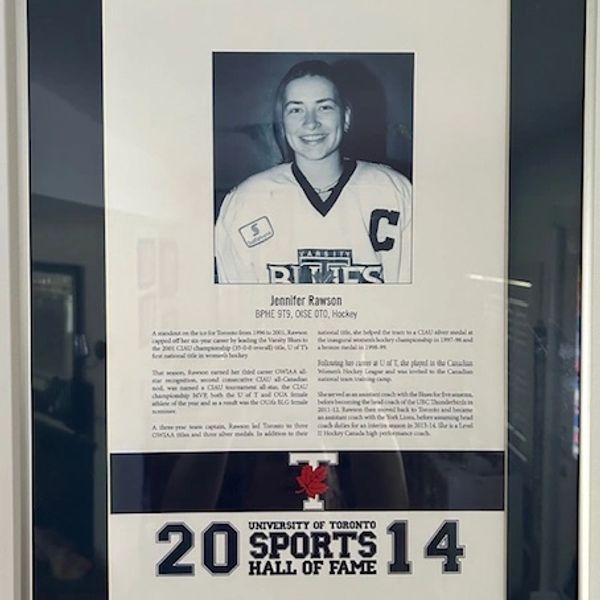 Scotiabank
C
VARSITY
BLUES
Jennifer Rawson
BPHE 9T9, OISE 0T0, Hockey
A standout on the ice for Toronto from 1996 to 2001, Rawson
capped off her six-year career by leading the Varsity Blues to
the 2001 CIAU championship (35-0-0 overall) title, U of T's
first national title in women's hockey.
That season, Rawson earned her third career OWIAA all-
star recognition, second consecutive CIAU all-Canadian
nod, was named a CIAU tournament all-star, the CIAU
championship MVP, both the U of T and OUA female
athlete of the year and as a result was the OUA's BLG female
nominee.
A three-year team captain, Rawson led Toronto to three
OWIAA titles and three silver medals. In addition to their
national title, she helped the team to a CIAU silver medal at
the inaugural women's hockey championship in 1997-98 and
a bronze medal in 1998-99.
Following her career at U of T, she played in the Canadian
Women's Hockey League and was invited to the Canadian
national team training camp.
She served as an assistant coach with the Blues for five seasons,
before becoming the head coach of the UBC Thunderbirds in
2011-12. Rawson then moved back to Toronto and became
an assistant coach with the York Lions, before assuming head
coach duties for an interim season in 2013-14. She is a Level
II Hockey Canada high performance coach.
T
2014
UNIVERSITY OF TORONTO
SPORTS
HALL OF FAME